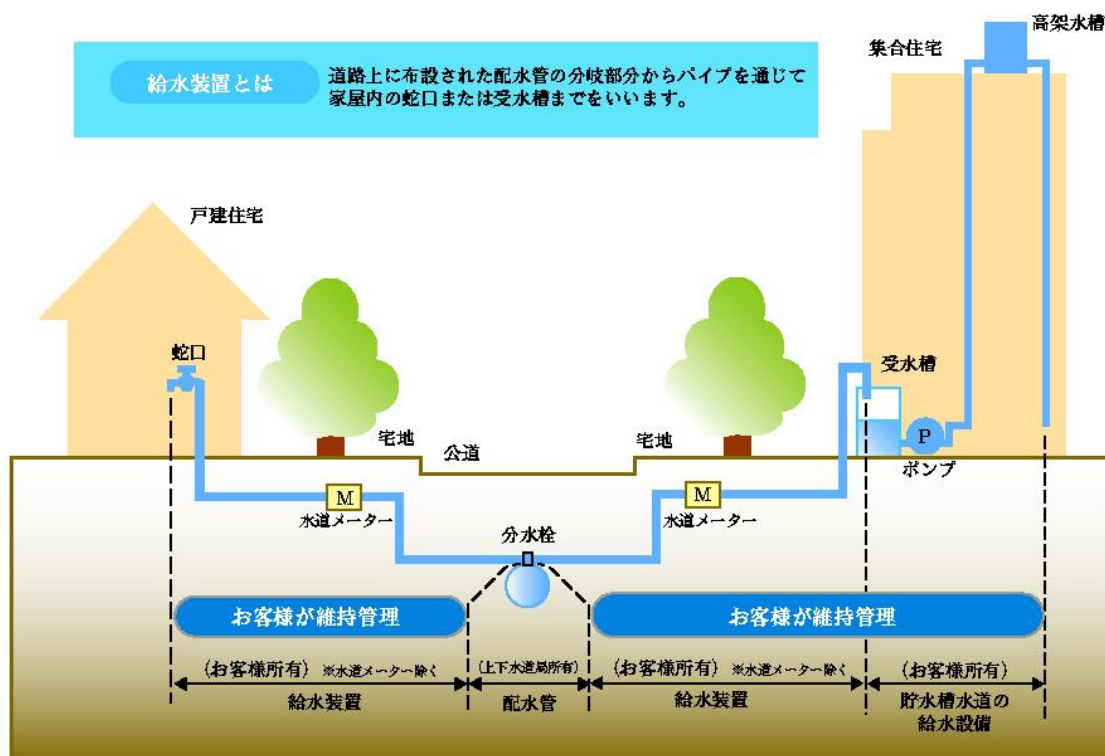 高架水槽
集合住宅
給水装置とは
道路上に布設された配水管の分岐部分からパイプを通じて
家屋内の蛇口または受水槽までをいいます。
戸建住宅
蛇口
受水槽
宅地
公道
宅地
P
ポンプ
M
水道メーター
M
水道メーター
分水栓
お客様が維持管理
お客様が維持管理
(お客様所有) ※水道メーター除く
(上下水道局所有)
(お客様所有) ※水道メーター除く
(お客様所有)
給水装置
配水管
給水装置
貯水槽水道の
給水設備